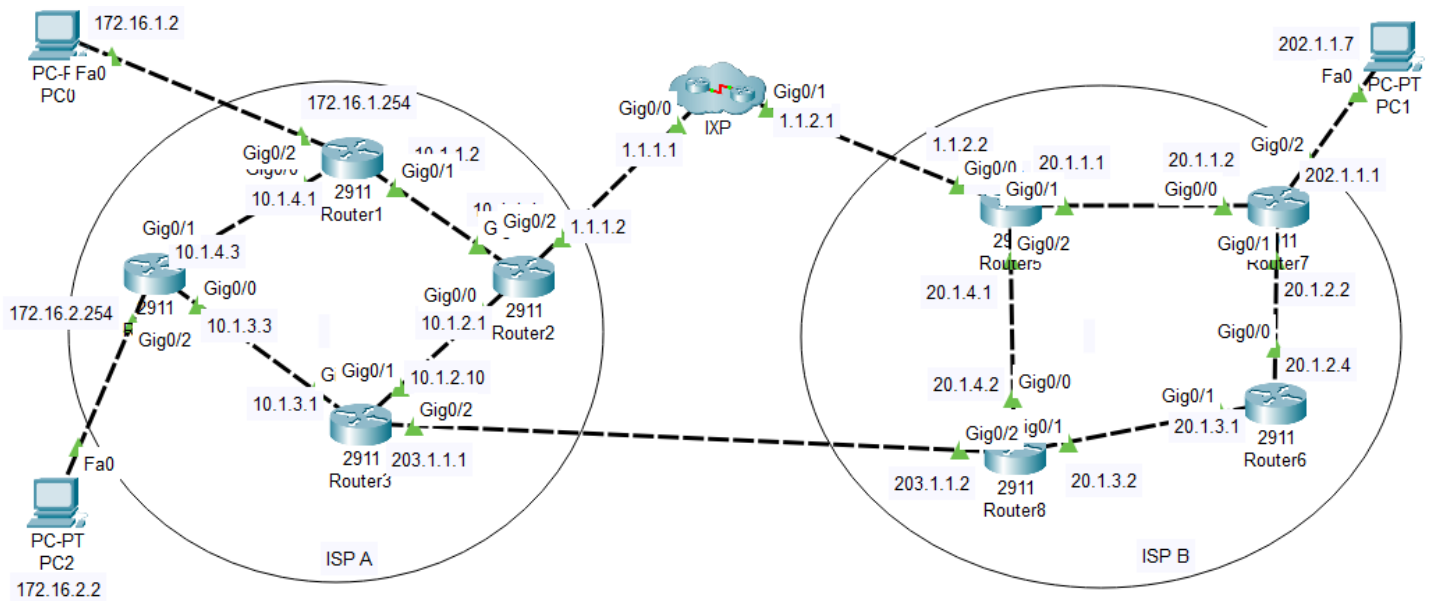 172.16.1.2
PC-F Fa0
PC0
172.16.1.254
Gig0/2
10.1.4.1
Gig0/1
2911
Router1
Gig0/1
10.1.4.3
2911
172.16.2.254
Gig0/2
Gig0/0
10.1.3.3
Gig0/0
10.1.2.1
Gig0/2
1.1.1.2
2911
Router2
Gig0/0
1.1.1.1
IXP
Gig0/1
1.1.2.1
10.1.3.1
G
Gig0/1
10.1.2.10
Gig0/2
2911
Router3
203.1.1.1
Fa0
PC-PT
PC2
172.16.2.2
ISP A
202.1.1.7
Fa0
PC-PT
PC1
1.1.2.2
Gig0/0
20.1.1.1
Gig0/1
Gig0/2
Router5
20.1.4.1
20.1.1.2
Gig0/0
Gig0/2
202.1.1.1
Gig0/1
Router7
20.1.2.2
Gig0/0
20.1.2.4
20.1.4.2
Gig0/0
Gig0/1
20.1.3.1
2911
Router6
Gig0/2
ig0/1
203.1.1.2
2911
Router8
20.1.3.2
ISP B